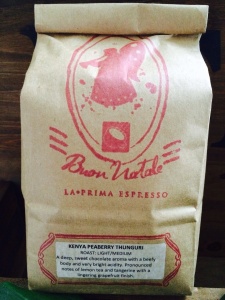 Buon Natale
LA PRIMA ESPRESSO
KENYA PEABERRY THUNGURI
ROAST: LIGHT/MEDIUM
A deep, sweet chocolate aroma with a beefy
body and very bright acidity. Pronounced
notes of lemon tea and tangerine with a
lingering grapefruit finish.